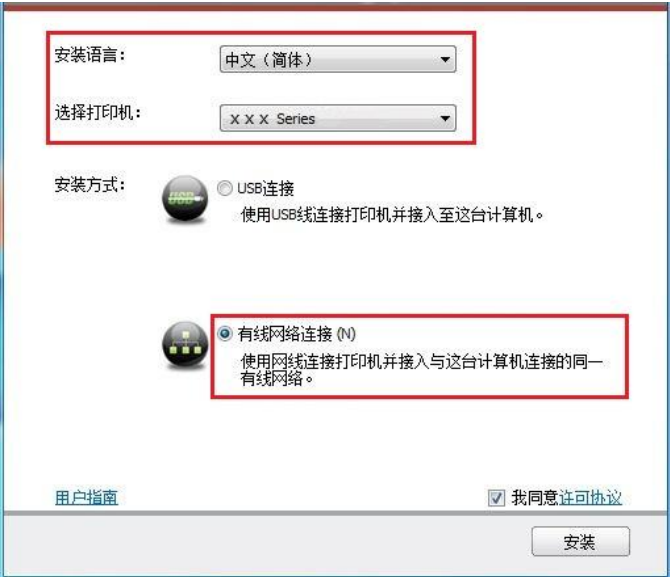 安装语言：
中文（简体）
选择打印机：
X X X Series
安装方式：
USB
USB连接
使用USB线连接打印机并接入至这台计算机。
有线网络连接 (N)
使用网线连接打印机并接入与这台计算机连接的同一
有线网络。
用户指南
我同意许可协议
安装